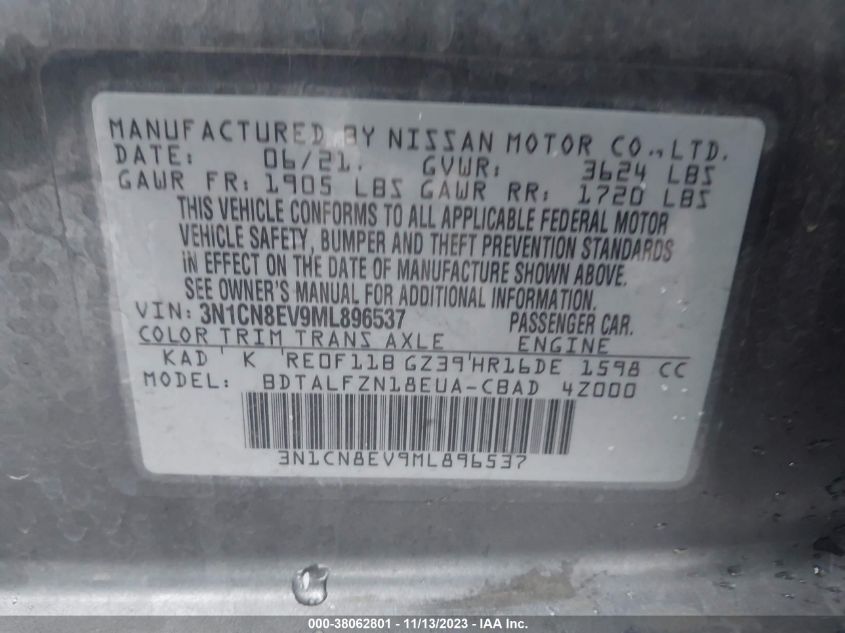 MANUFACTURED BY NISSAN MOTOR CO.,LTD.
DATE: 06/21. GVWR: 3624 LBS
GAWR FR: 1905 LBS GAWR RR: 1720 LBS
THIS VEHICLE CONFORMS TO ALL APPLICABLE FEDERAL MOTOR
VEHICLE SAFETY, BUMPER AND THEFT PREVENTION STANDARDS
IN EFFECT ON THE DATE OF MANUFACTURE SHOWN ABOVE.
SEE OWNER'S MANUAL FOR ADDITIONAL INFORMATION.
VIN: 3N1CN8EV9ML896537 PASSENGER CAR.
COLOR TRIM TRANS AXLE ENGINE
KAD K RE0F11B GZ39 HR16DE 1598 CC
MODEL: BDTALFZN18EUA-CBAD 4Z000
3N1CN8EV9ML896537
000-38062801 - 11/13/2023 - IAA Inc.